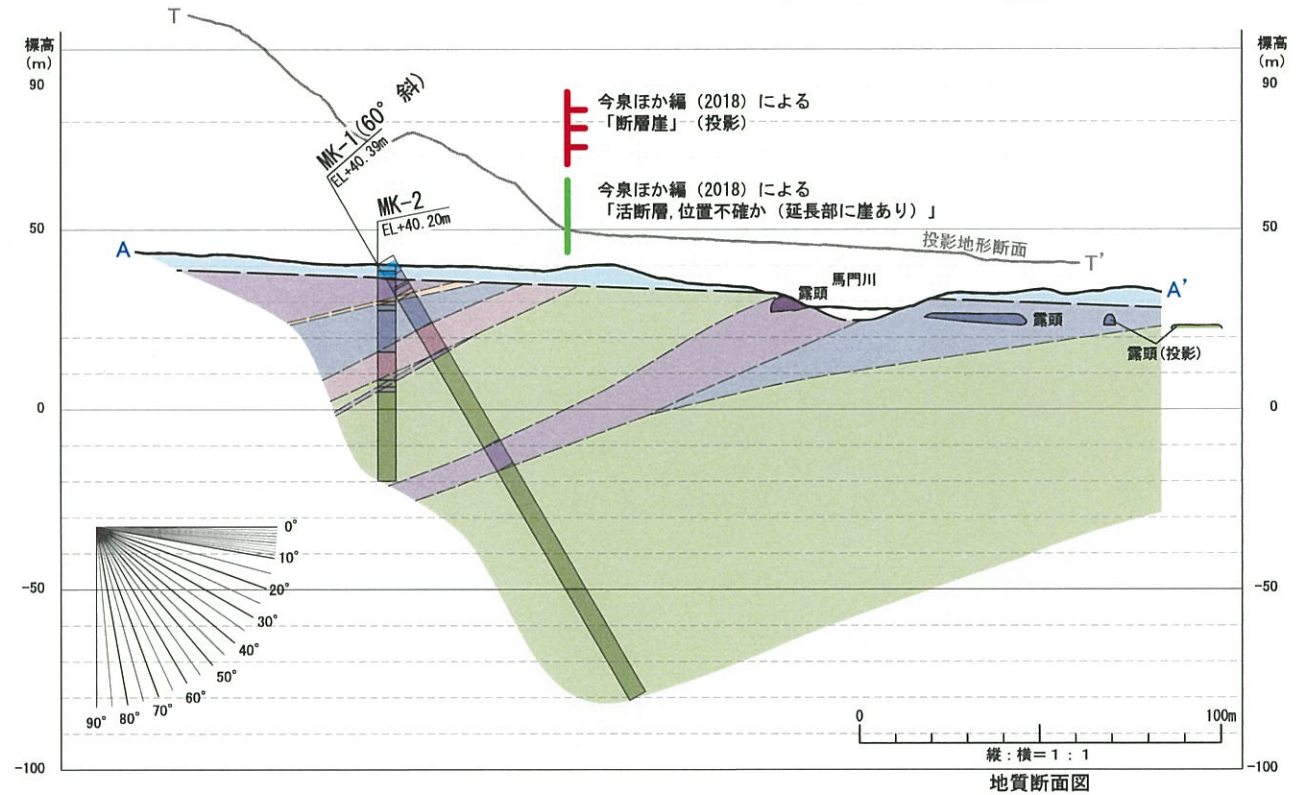 T
標高
(m)
90
50
0
-50
-100
標高
(m)
90
50
0
-50
-100
MK-1(60° 斜)
EL+40.39m
MK-2
EL+40.20m
今泉ほか編（2018）による
「断層崖」（投影）
今泉ほか編（2018）による
「活断層,位置不確か（延長部に崖あり）」
投影地形断面
T'
A
A'
馬門川
露頭
露頭
露頭(投影)
0°
10°
20°
30°
40°
50°
60°
70°
80°
90°
0
100m
縦：横＝1：1
地質断面図